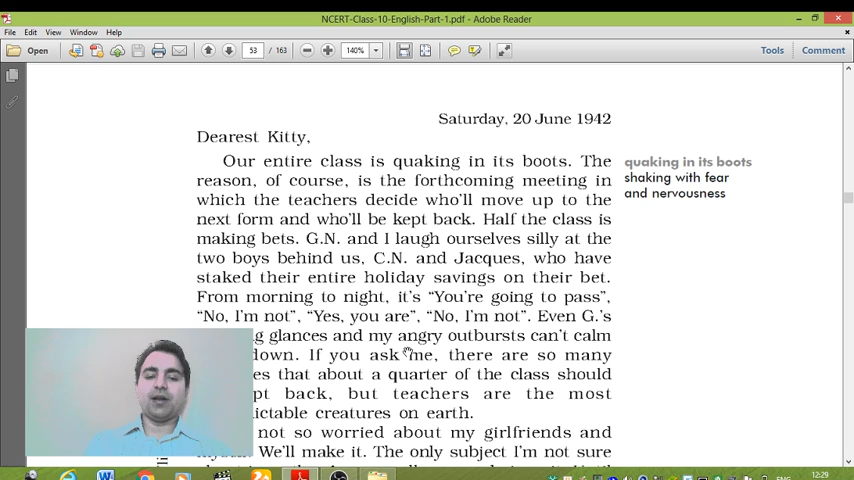 NCERT-Class-10-English-Part-1.pdf - Adobe Reader
File Edit View Window Help
Open 53 / 163 140% Tools Comment
Saturday, 20 June 1942
Dearest Kitty,
Our entire class is quaking in its boots. The
reason, of course, is the forthcoming meeting in
which the teachers decide who'll move up to the
next form and who'll be kept back. Half the class is
making bets. G.N. and I laugh ourselves silly at the
two boys behind us, C.N. and Jacques, who have
staked their entire holiday savings on their bet.
From morning to night, it's “You're going to pass”,
“No, I'm not”, “Yes, you are”, “No, I'm not”. Even G.'s
g glances and my angry outbursts can't calm
down. If you ask me, there are so many
es that about a quarter of the class should
pt back, but teachers are the most
dictable creatures on earth.
not so worried about my girlfriends and
We'll make it. The only subject I'm not sure
quaking in its boots
shaking with fear
and nervousness
12:29